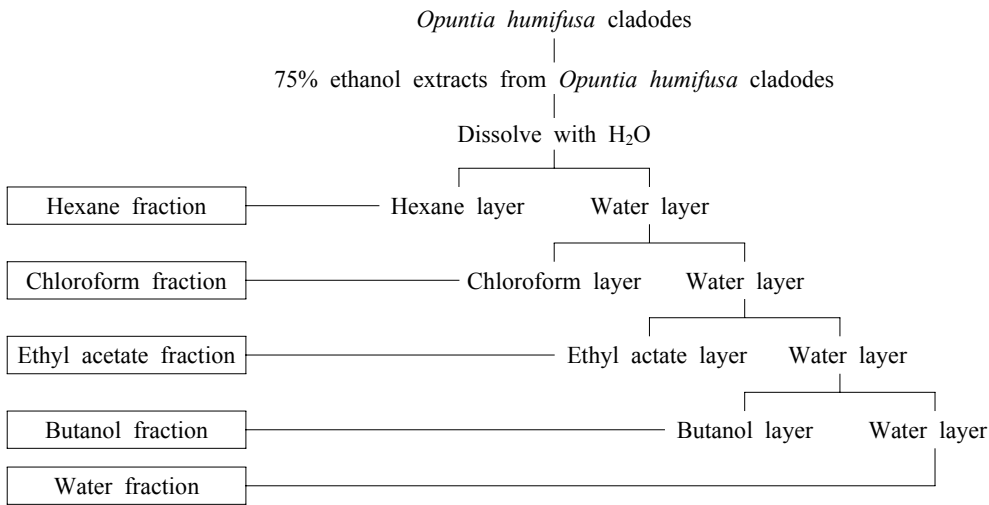 Opuntia humifusa cladodes
75% ethanol extracts from Opuntia humifusa cladodes
Dissolve with H₂O
Hexane fraction Hexane layer Water layer
Chloroform fraction Chloroform layer Water layer
Ethyl acetate fraction Ethyl actate layer Water layer
Butanol fraction Butanol layer Water layer
Water fraction